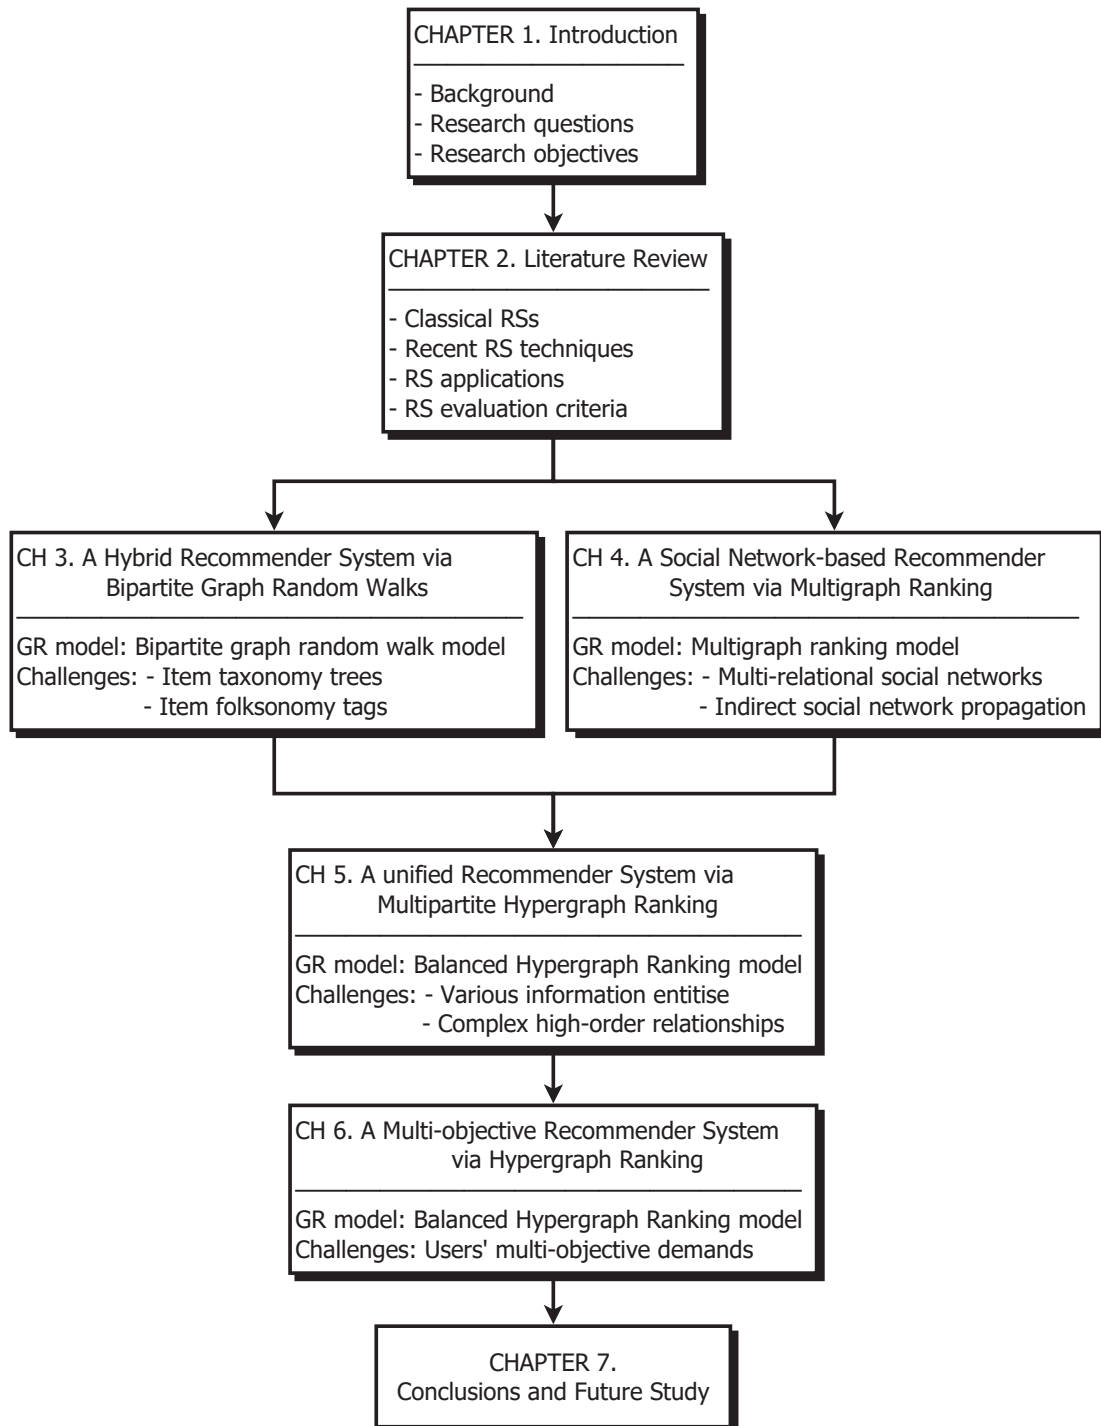 CHAPTER 1. Introduction
- Background
- Research questions
- Research objectives
CHAPTER 2. Literature Review
- Classical RSs
- Recent RS techniques
- RS applications
- RS evaluation criteria
CH 3. A Hybrid Recommender System via
Bipartite Graph Random Walks
GR model: Bipartite graph random walk model
Challenges: - Item taxonomy trees
- Item folksonomy tags
CH 4. A Social Network-based Recommender
System via Multigraph Ranking
GR model: Multigraph ranking model
Challenges: - Multi-relational social networks
- Indirect social network propagation
CH 5. A unified Recommender System via
Multipartite Hypergraph Ranking
GR model: Balanced Hypergraph Ranking model
Challenges: - Various information entitise
- Complex high-order relationships
CH 6. A Multi-objective Recommender System
via Hypergraph Ranking
GR model: Balanced Hypergraph Ranking model
Challenges: Users' multi-objective demands
CHAPTER 7.
Conclusions and Future Study